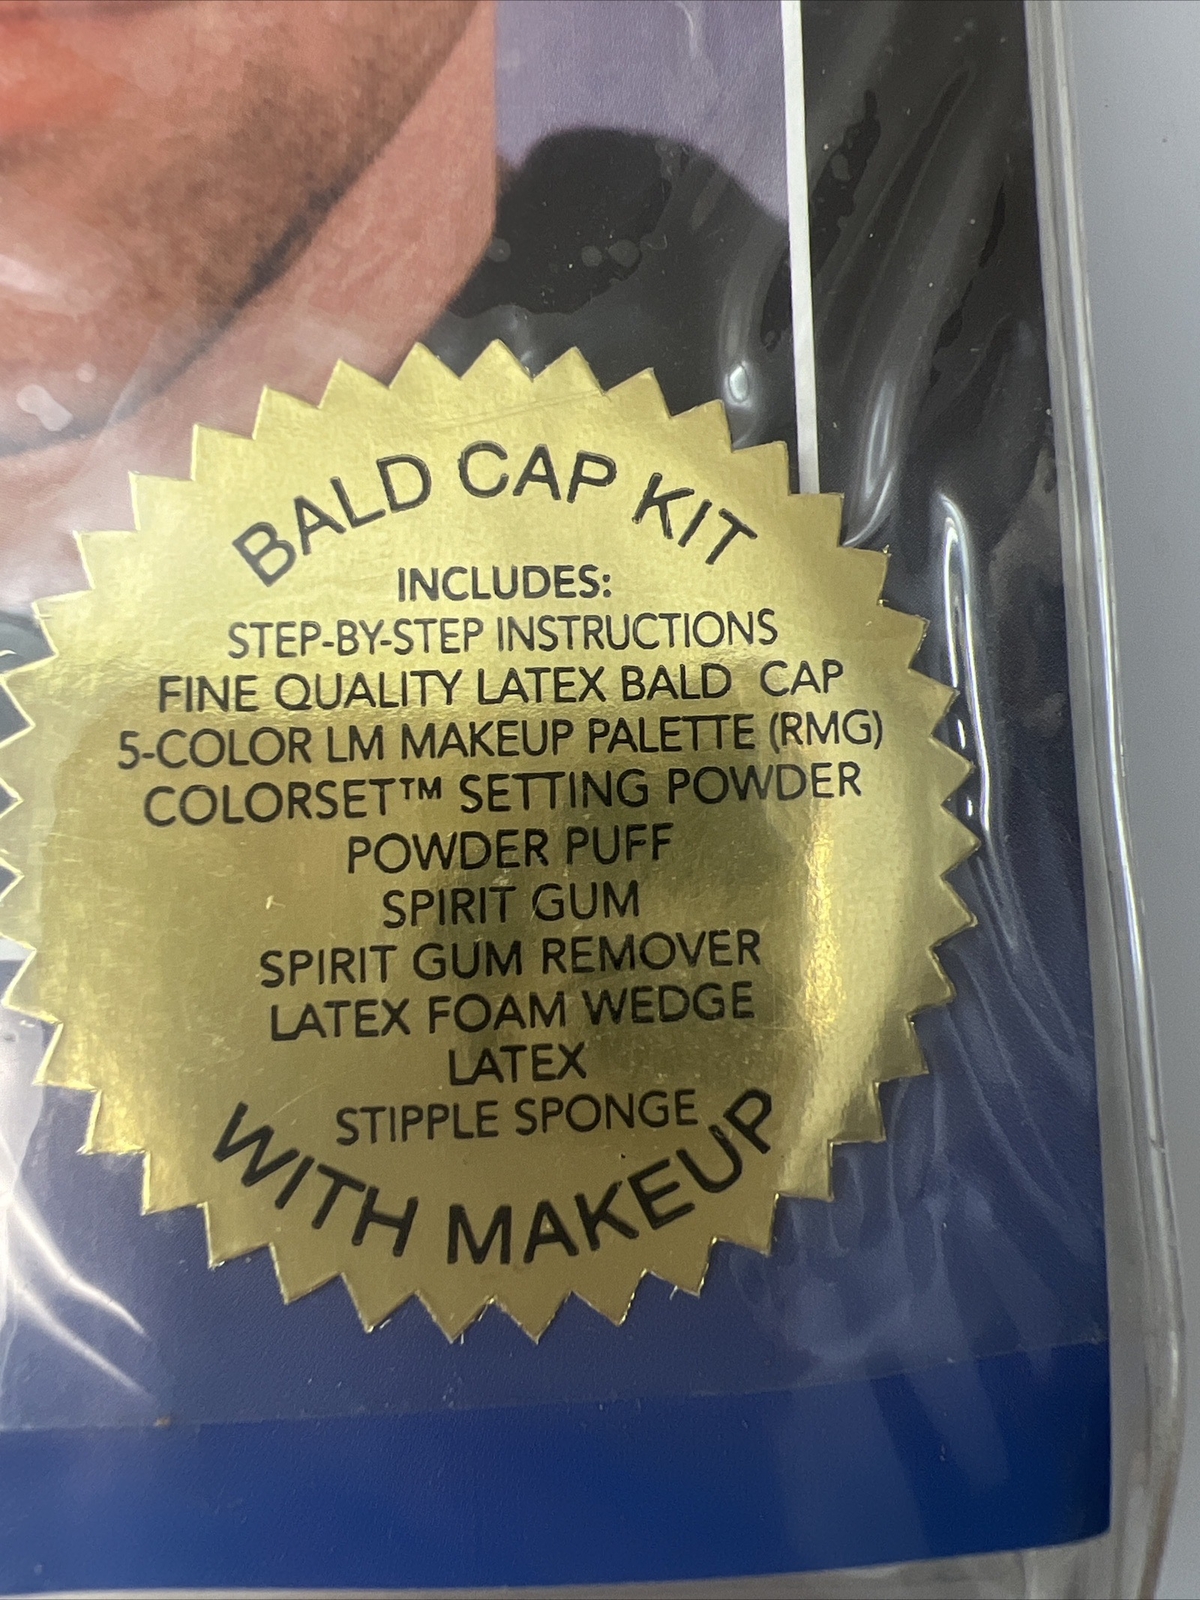 BALD CAP KIT
INCLUDES:
STEP-BY-STEP INSTRUCTIONS
FINE QUALITY LATEX BALD CAP
5-COLOR LM MAKEUP PALETTE (RMG)
COLORSET™ SETTING POWDER
POWDER PUFF
SPIRIT GUM
SPIRIT GUM REMOVER
LATEX FOAM WEDGE
LATEX
STIPPLE SPONGE
WITH MAKEUP